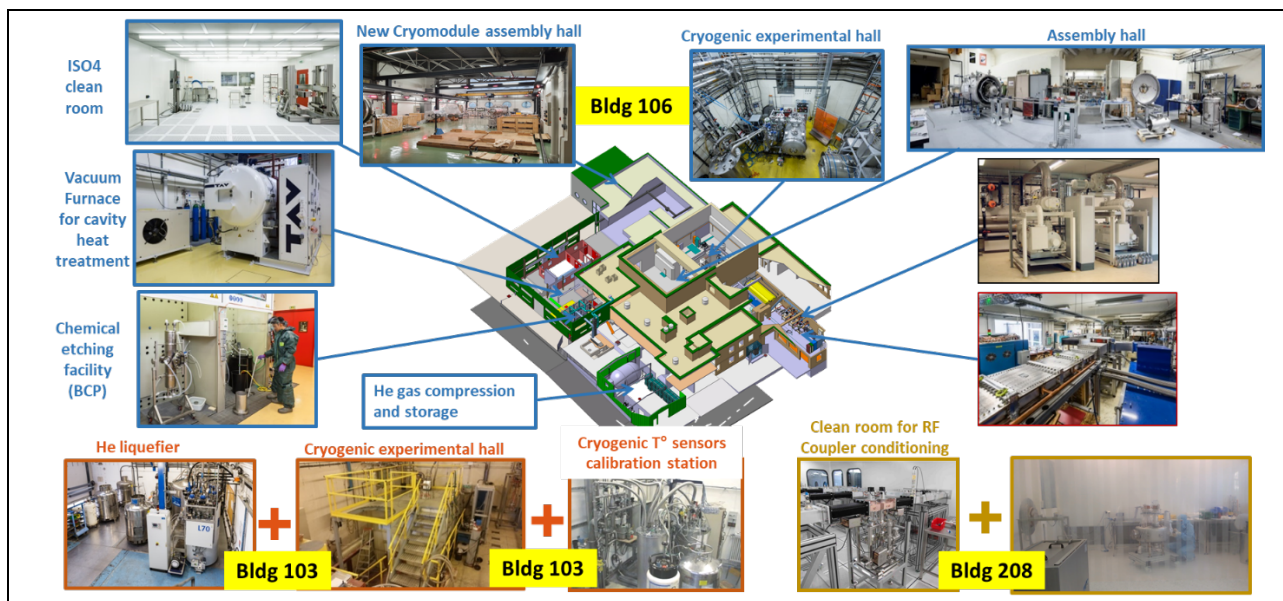 New Cryomodule assembly hall
Cryogenic experimental hall
Assembly hall
ISO4
clean
room
Bldg 106
Vacuum
Furnace
for cavity
heat
treatment
TAV
TAV
Chemical
etching
facility
(BCP)
He gas compression
and storage
He liquefier
Cryogenic experimental hall
Cryogenic T° sensors
calibration station
Clean room for RF
Coupler conditioning
L70
+
+
+
Bldg 103
Bldg 103
Bldg 208